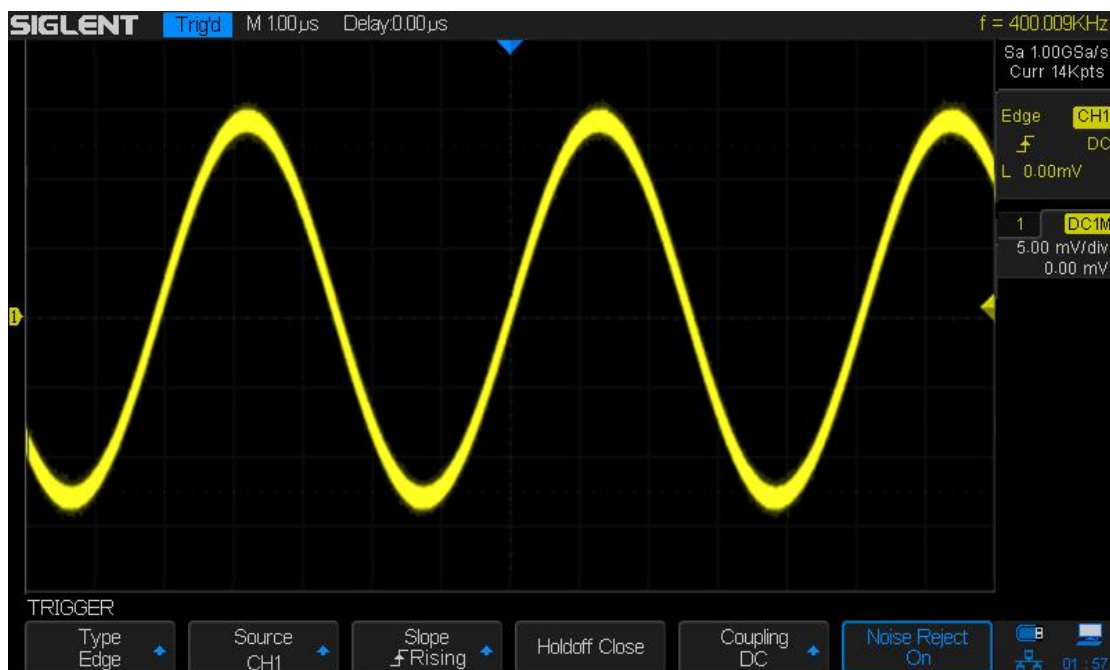 SIGLENT Trig'd M 1.00µs Delay:0.00µs f = 400.009KHz
Sa 1.00GSa/s
Curr 14Kpts
Edge CH1
DC
L 0.00mV
1 DC1M
5.00 mV/div
0.00 mV
1
TRIGGER
Type
Edge
Source
CH1
Slope
Rising
Holdoff Close
Coupling
DC
Noise Reject
On
01:57